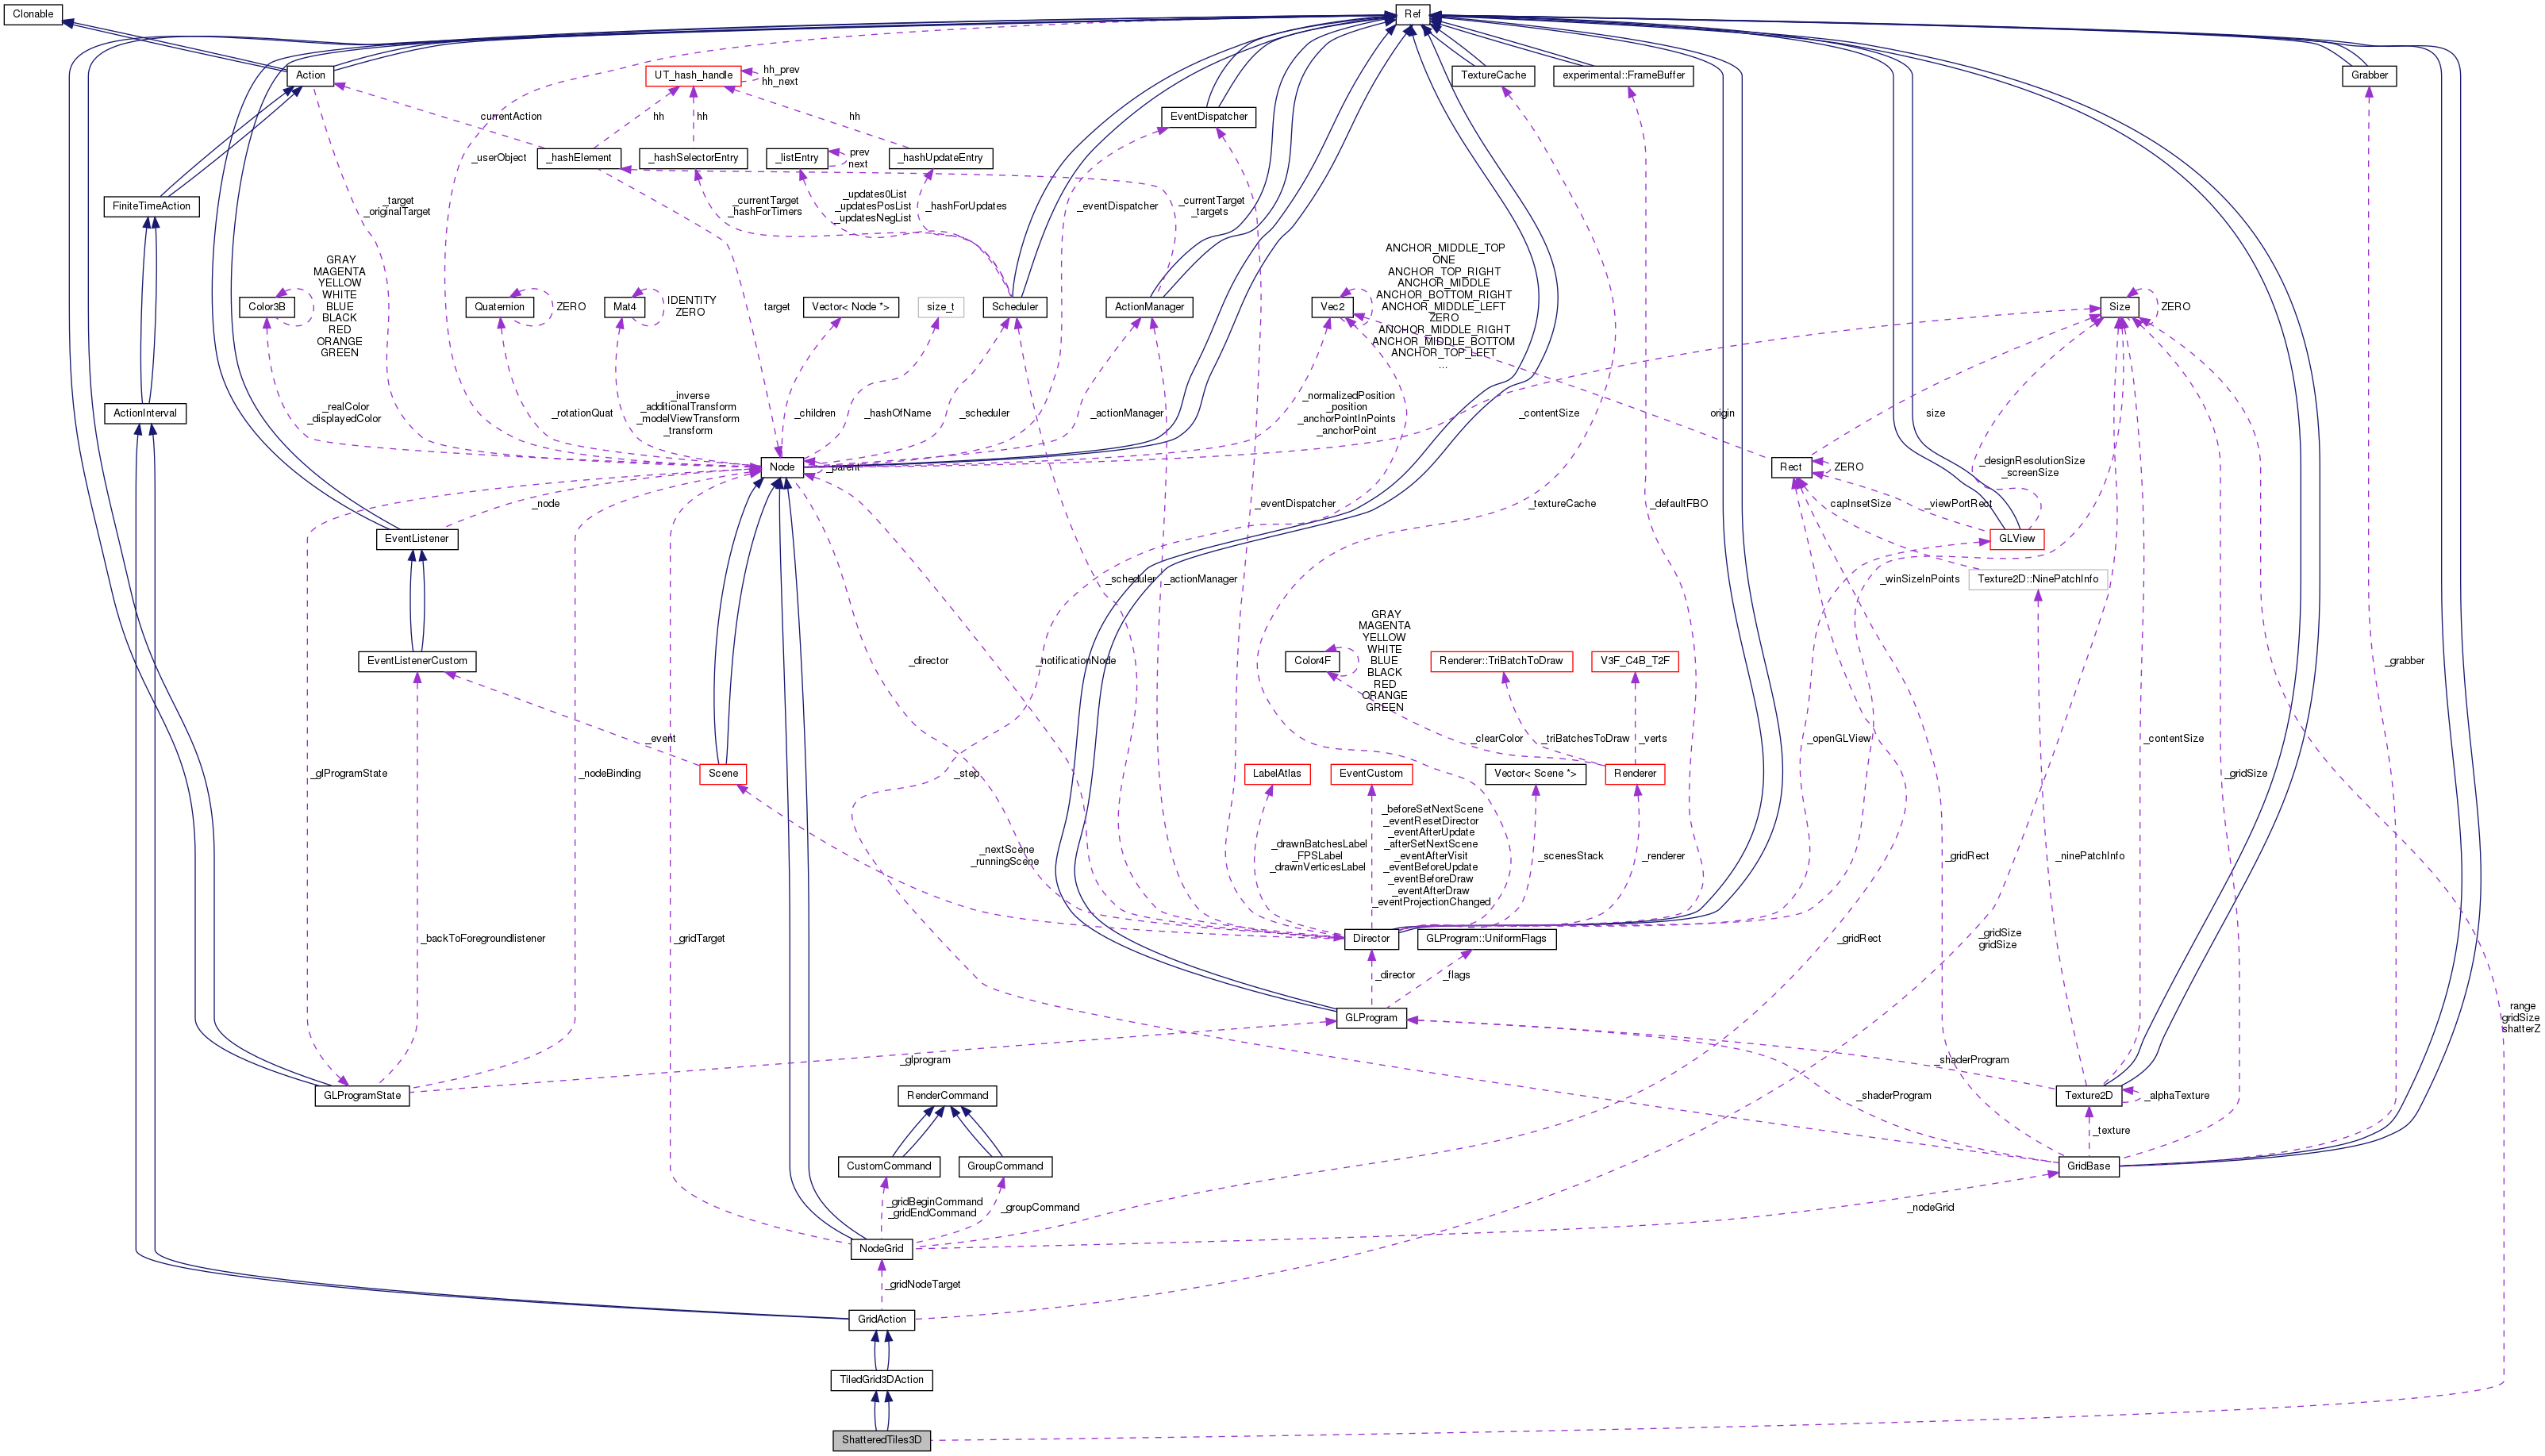 Clonable
Ref
Action
UT_hash_handle
hh_prev
hh_next
TextureCache
experimental::FrameBuffer
Grabber
currentAction
hh
hh
hh
EventDispatcher
_userObject
_hashElement
_hashSelectorEntry
_listEntry
prev
next
_hashUpdateEntry
FiniteTimeAction
_target
_originalTarget
_currentTarget
_hashForTimers
_updates0List
_updatesPosList
_updatesNegList
_hashForUpdates
_eventDispatcher
_currentTarget
_targets
Color3B
GRAY
MAGENTA
YELLOW
WHITE
BLUE
BLACK
RED
ORANGE
GREEN
Quaternion
ZERO
Mat4
IDENTITY
ZERO
target
Vector< Node *>
size_t
Scheduler
ActionManager
Vec2
ANCHOR_MIDDLE_TOP
ONE
ANCHOR_TOP_RIGHT
ANCHOR_MIDDLE
ANCHOR_BOTTOM_RIGHT
ANCHOR_MIDDLE_LEFT
ZERO
ANCHOR_MIDDLE_RIGHT
ANCHOR_MIDDLE_BOTTOM
ANCHOR_TOP_LEFT
...
Size
ZERO
ActionInterval
_realColor
_displayedColor
_rotationQuat
_inverse
_additionalTransform
_modelViewTransform
_transform
_children
_hashOfName
_scheduler
_actionManager
_normalizedPosition
_position
_anchorPointInPoints
_anchorPoint
_contentSize
origin
size
Node
_parent
Rect
ZERO
_designResolutionSize
_screenSize
_node
_eventDispatcher
_textureCache
_defaultFBO
capInsetSize
_viewPortRect
EventListener
GLView
_scheduler
_actionManager
_winSizeInPoints
Texture2D::NinePatchInfo
EventListenerCustom
_director
_notificationNode
Color4F
GRAY
MAGENTA
YELLOW
WHITE
BLUE
BLACK
RED
ORANGE
GREEN
Renderer::TriBatchToDraw
V3F_C4B_T2F
_grabber
_event
_clearColor
_triBatchesToDraw
_verts
_openGLView
_contentSize
_glProgramState
_nodeBinding
Scene
_step
LabelAtlas
EventCustom
Vector< Scene *>
Renderer
_gridSize
_nextScene
_runningScene
_drawnBatchesLabel
_FPSLabel
_drawnVerticesLabel
_beforeSetNextScene
_eventResetDirector
_eventAfterUpdate
_afterSetNextScene
_eventAfterVisit
_eventBeforeUpdate
_eventBeforeDraw
_eventAfterDraw
_eventProjectionChanged
_scenesStack
_renderer
_gridRect
_ninePatchInfo
_backToForegroundlistener
_gridTarget
Director
GLProgram::UniformFlags
_gridRect
_gridSize
gridSize
_director
_flags
GLProgram
range
gridSize
shatterZ
_glprogram
_shaderProgram
GLProgramState
RenderCommand
_shaderProgram
Texture2D
_alphaTexture
_texture
CustomCommand
GroupCommand
GridBase
_gridBeginCommand
_gridEndCommand
_groupCommand
_nodeGrid
NodeGrid
_gridNodeTarget
GridAction
TiledGrid3DAction
ShatteredTiles3D